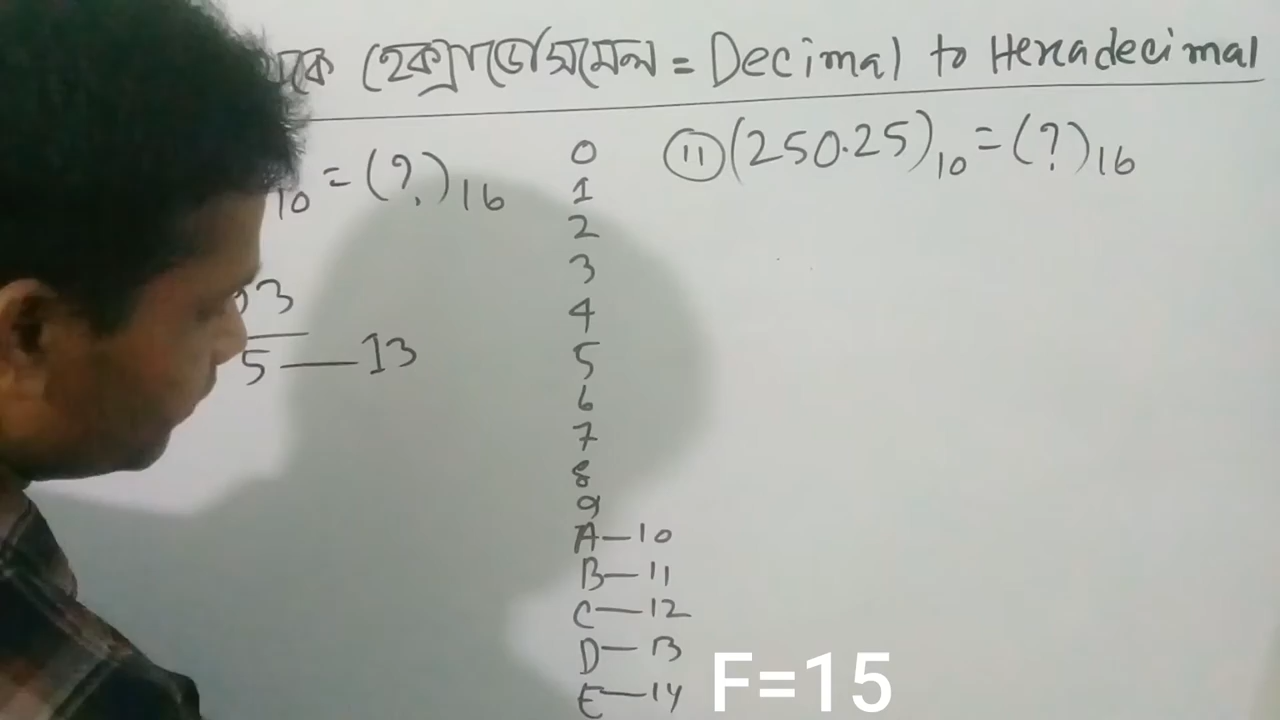 হেক্সাডেসিমেল = Decimal to Hexadecimal
10 = (?)16
3
5 — 13
0
1
2
3
4
5
6
7
8
9
A — 10
B — 11
C — 12
D — 13
E — 14
F=15
11 (250.25)10 = (?)16